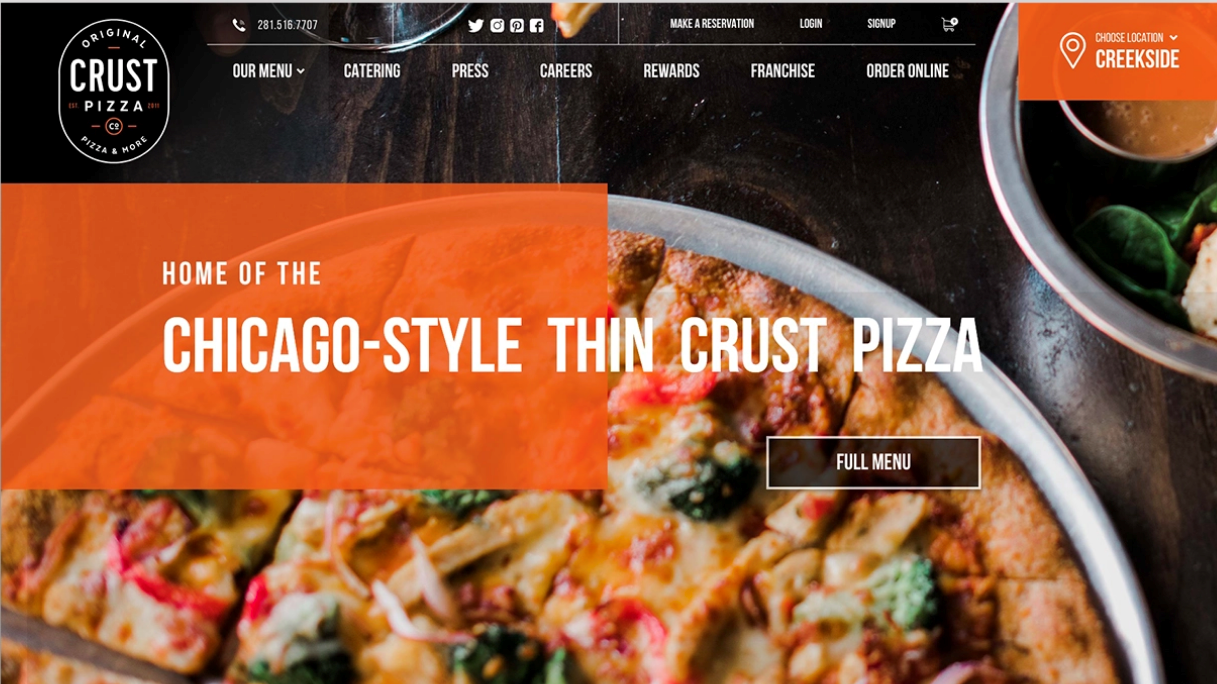 ORIGINAL
CRUST
EST. PIZZA 2011
CO
PIZZA & MORE
281.516.7707
MAKE A RESERVATION
LOGIN
SIGNUP
0
OUR MENU
CATERING
PRESS
CAREERS
REWARDS
FRANCHISE
ORDER ONLINE
CHOOSE LOCATION
CREEKSIDE
HOME OF THE
CHICAGO-STYLE THIN CRUST PIZZA
FULL MENU